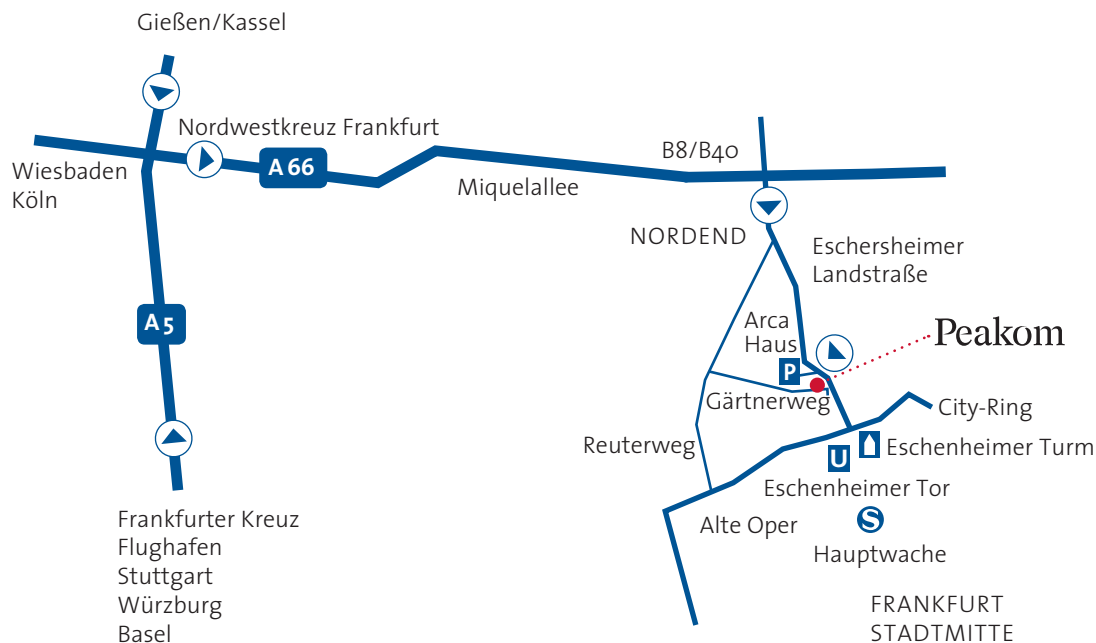 Gießen/Kassel
Nordwestkreuz Frankfurt
A 66
B8/B40
Wiesbaden
Köln
Miquelallee
NORDEND
Eschersheimer
Landstraße
A 5
Arca
Haus
Peakom
P
Gärtnerweg
City-Ring
Reuterweg
U
Eschenheimer Turm
Eschenheimer Tor
Frankfurter Kreuz
Flughafen
Stuttgart
Würzburg
Basel
Alte Oper
S
Hauptwache
FRANKFURT
STADTMITTE